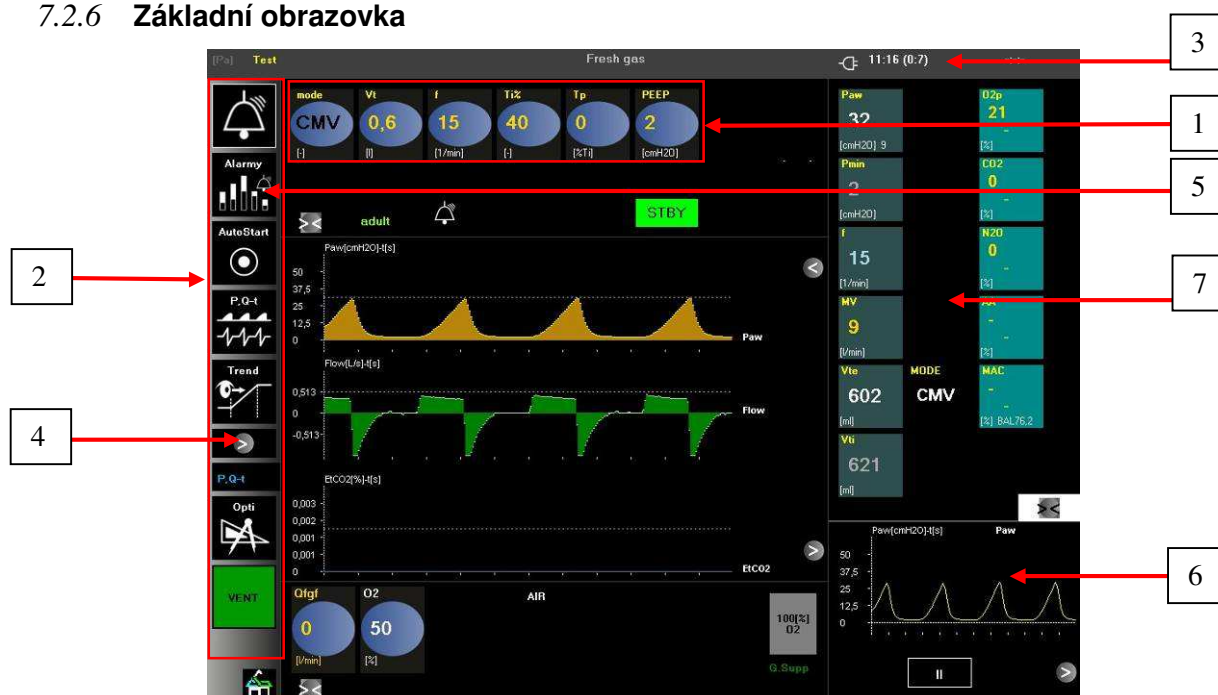 7.2.6 Základní obrazovka
3
[Pa] Test Fresh gas 11:16 (0:7)
mode Vt f Ti% Tp PEEP
CMV 0,6 15 40 0 2
[-] [l] [1/min] [-] [%Ti] [cmH2O]
1
Paw O2p
32 21
-
[cmH2O] 9 [%]
Alarmy
5
Pmin CO2
2 0
-
[cmH2O] [%]
AutoStart
adult STBY
f N2O
15 0
-
[1/min] [%]
2
Paw[cmH2O]-t[s]
50
37,5
25
12,5
0
Paw
P,Q-t
7
MV AA
9 -
-
[l/min] [%]
Trend
Flow[L/s]-t[s]
0,513
0
-0,513
Flow
Vte MODE MAC
602 CMV -
-
[ml] [%] BAL76,2
4
>
P,Q-t
Vti
621
[ml]
EtCO2[%]-t[s]
0,003
0,002
0,001
0,001
0
EtCO2
Opti
VENT
Paw[cmH2O]-t[s] Paw
50
37,5
25
12,5
0
6
Qfgf O2 AIR
0 50
[l/min] [%]
100[%]
O2
G.Supp
II